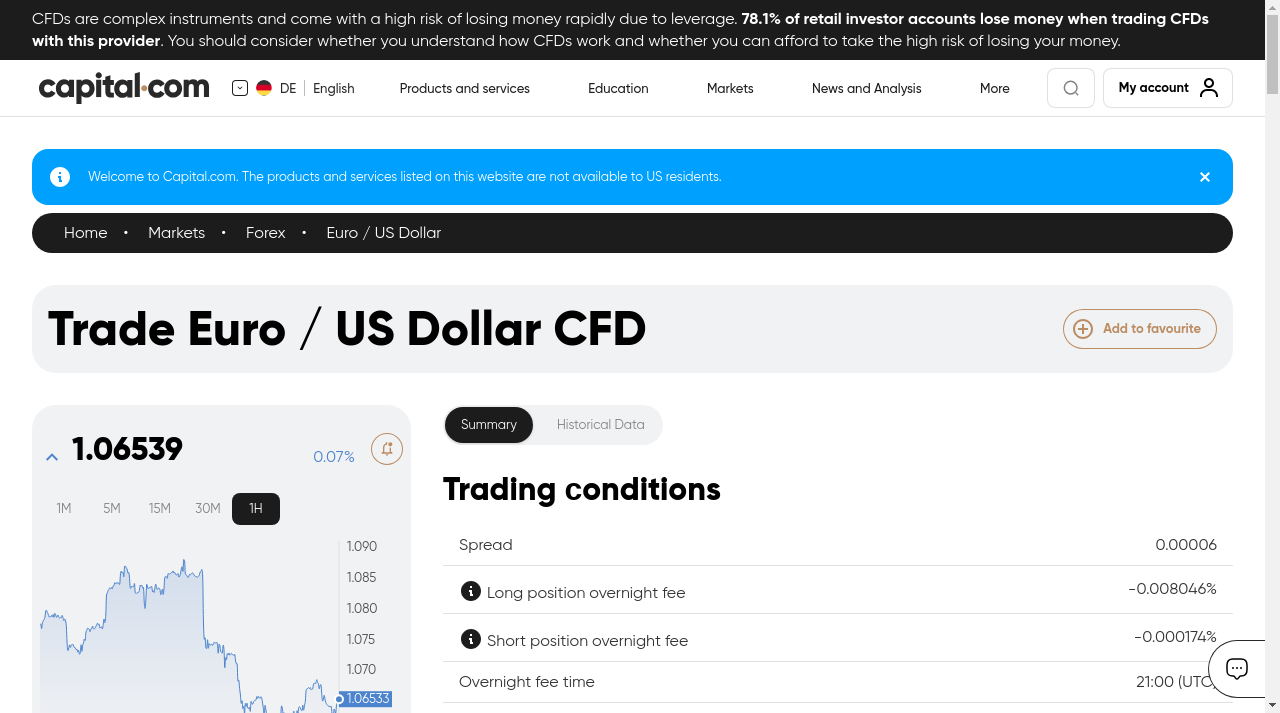 CFDs are complex instruments and come with a high risk of losing money rapidly due to leverage. 78.1% of retail investor accounts lose money when trading CFDs
with this provider. You should consider whether you understand how CFDs work and whether you can afford to take the high risk of losing your money.
capital.com
DE
English
Products and services
Education
Markets
News and Analysis
More
My account
Welcome to Capital.com. The products and services listed on this website are not available to US residents.
Home • Markets • Forex • Euro / US Dollar
Trade Euro / US Dollar CFD
Add to favourite
1.06539
0.07%
1M 5M 15M 30M 1H
1.090
1.085
1.080
1.075
1.070
1.06533
Summary
Historical Data
Trading conditions
Spread 0.00006
Long position overnight fee -0.008046%
Short position overnight fee -0.000174%
Overnight fee time 21:00 (UTC)